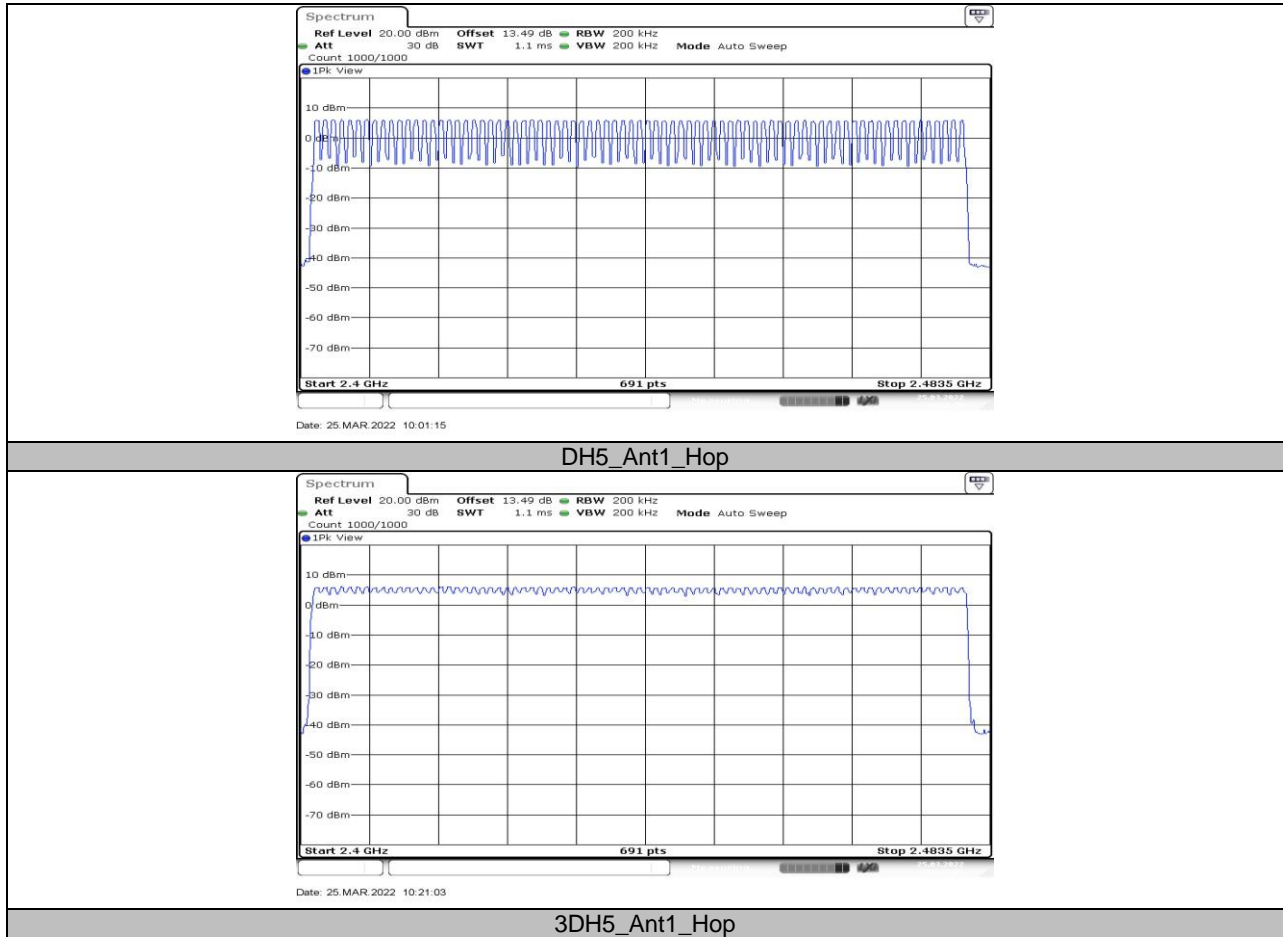 Spectrum
Ref Level 20.00 dBm Offset 13.49 dB RBW 200 kHz
Att 30 dB SWT 1.1 ms VBW 200 kHz Mode Auto Sweep
Count 1000/1000
1Pk View
10 dBm
0 dBm
-10 dBm
-20 dBm
-30 dBm
-40 dBm
-50 dBm
-60 dBm
-70 dBm
Start 2.4 GHz 691 pts Stop 2.4835 GHz
Date: 25.MAR.2022 10:01:15
DH5_Ant1_Hop
Spectrum
Ref Level 20.00 dBm Offset 13.49 dB RBW 200 kHz
Att 30 dB SWT 1.1 ms VBW 200 kHz Mode Auto Sweep
Count 1000/1000
1Pk View
10 dBm
0 dBm
-10 dBm
-20 dBm
-30 dBm
-40 dBm
-50 dBm
-60 dBm
-70 dBm
Start 2.4 GHz 691 pts Stop 2.4835 GHz
Date: 25.MAR.2022 10:21:03
3DH5_Ant1_Hop